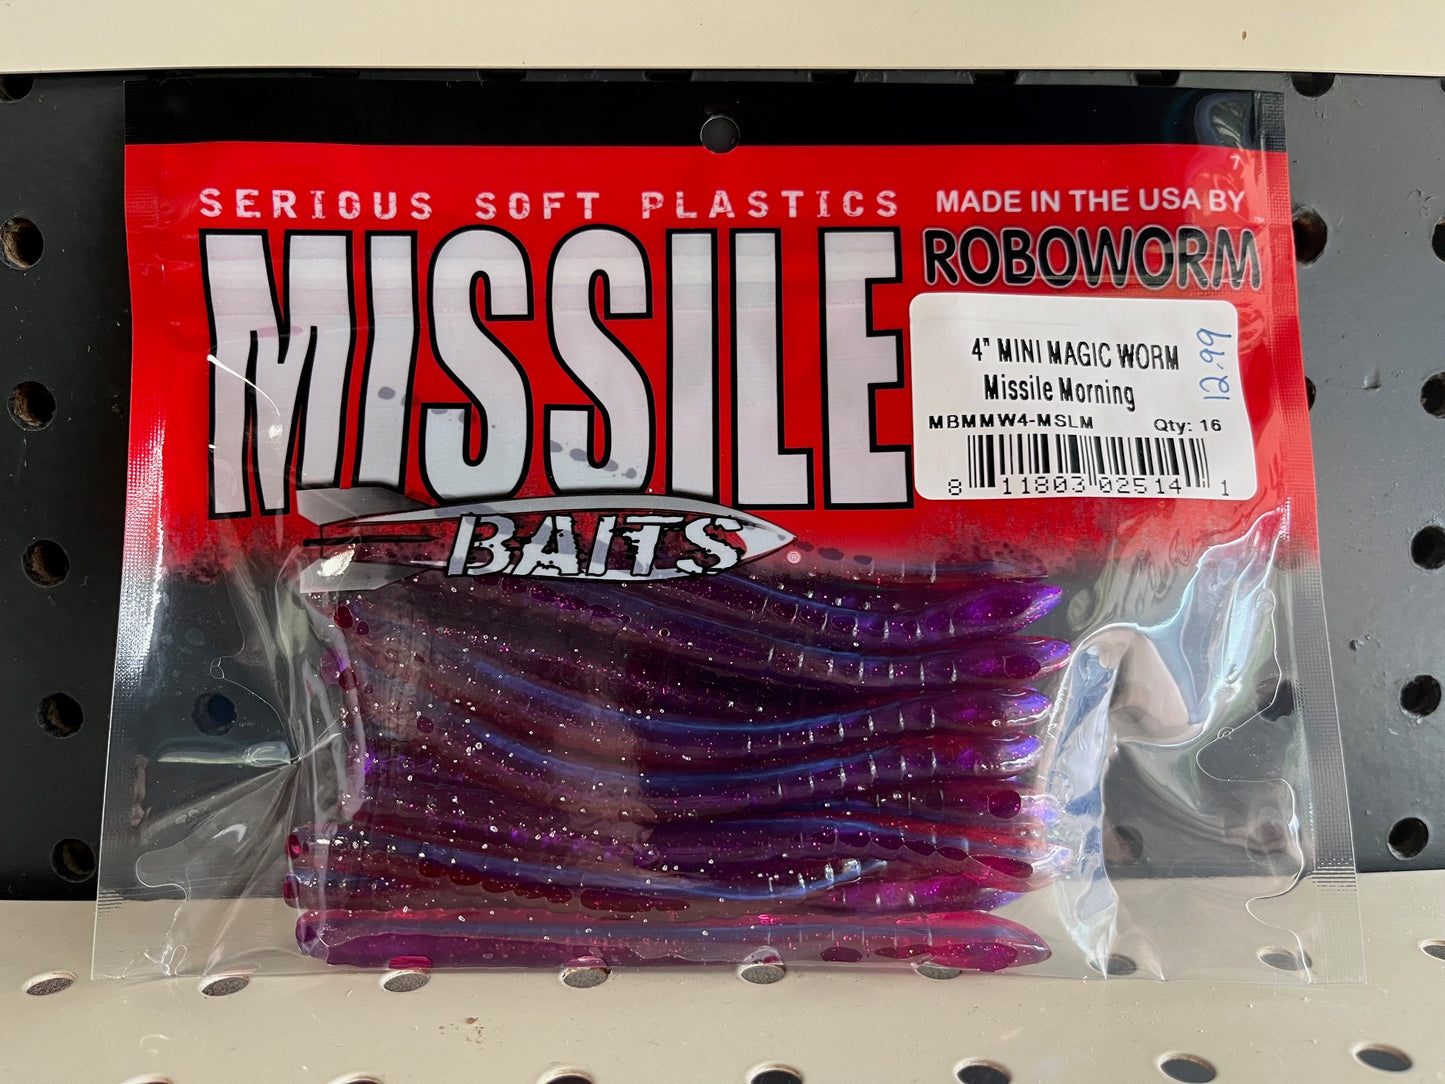 7
SERIOUS SOFT PLASTICS
MISSILE
BAITS
®
MADE IN THE USA BY
ROBOWORM
4" MINI MAGIC WORM
Missile Morning
12.99
MBMMW4-MSLM Qty: 16
8 11803 02514 1